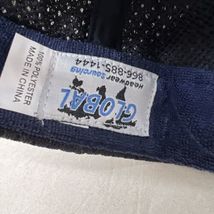 GLOBAL
Headwear Sourcing
866-885-1444
100% POLYESTER
MADE IN CHINA